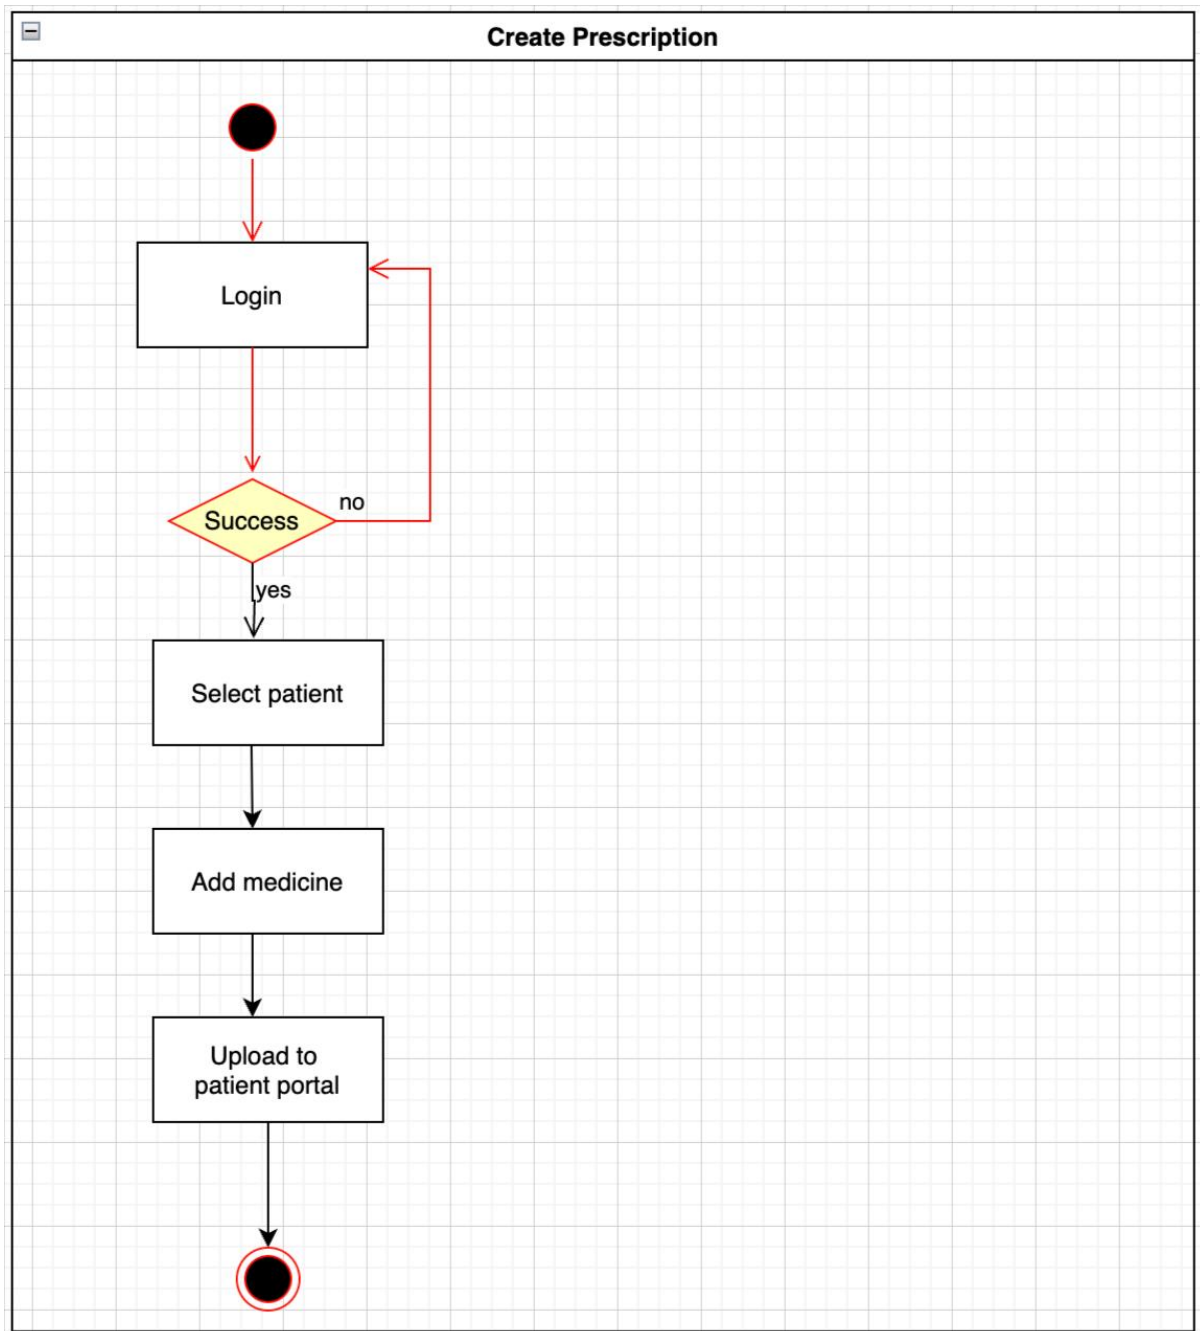 Create Prescription
Login
Success
no
yes
Select patient
Add medicine
Upload to
patient portal